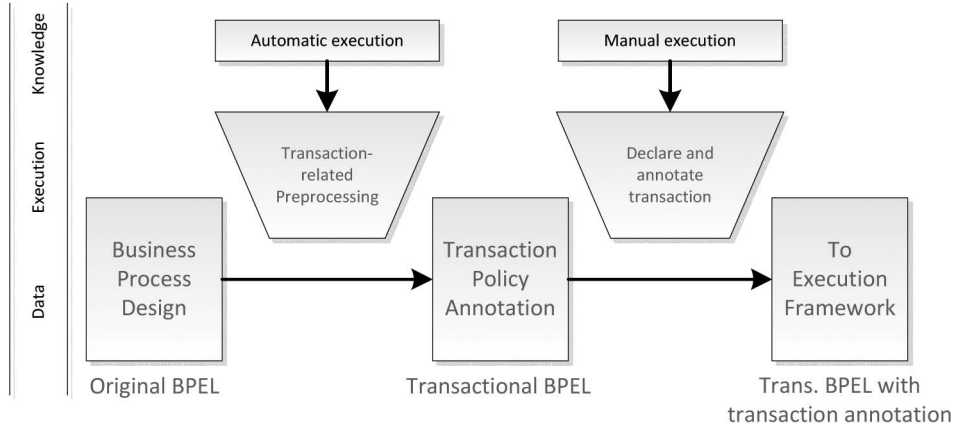 Knowledge
Automatic execution
Manual execution
Execution
Transaction-
related
Preprocessing
Declare and
annotate
transaction
Data
Business
Process
Design
Transaction
Policy
Annotation
To
Execution
Framework
Original BPEL
Transactional BPEL
Trans. BPEL with
transaction annotation